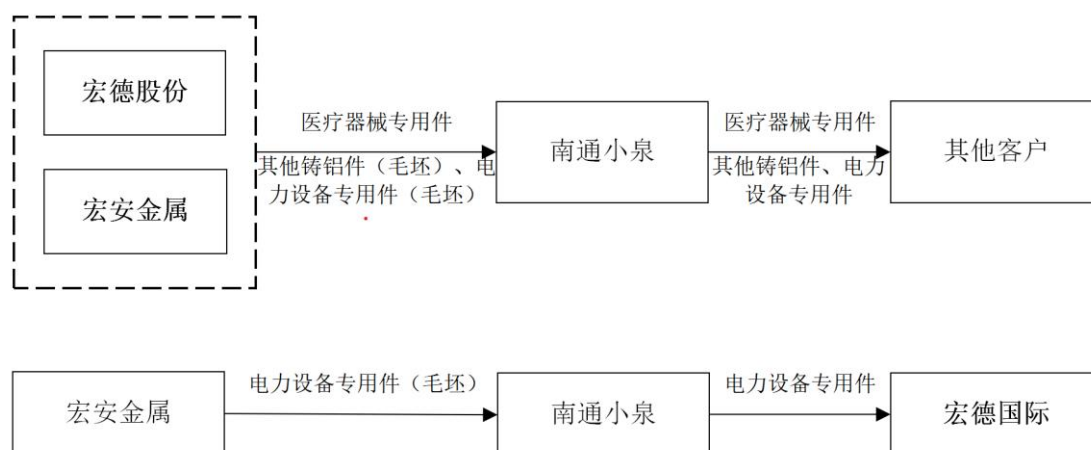 宏德股份
宏安金属
医疗器械专用件
其他铸铝件（毛坯）、电
力设备专用件（毛坯）
南通小泉
医疗器械专用件
其他铸铝件、电力
设备专用件
其他客户
宏安金属
电力设备专用件（毛坯）
南通小泉
电力设备专用件
宏德国际